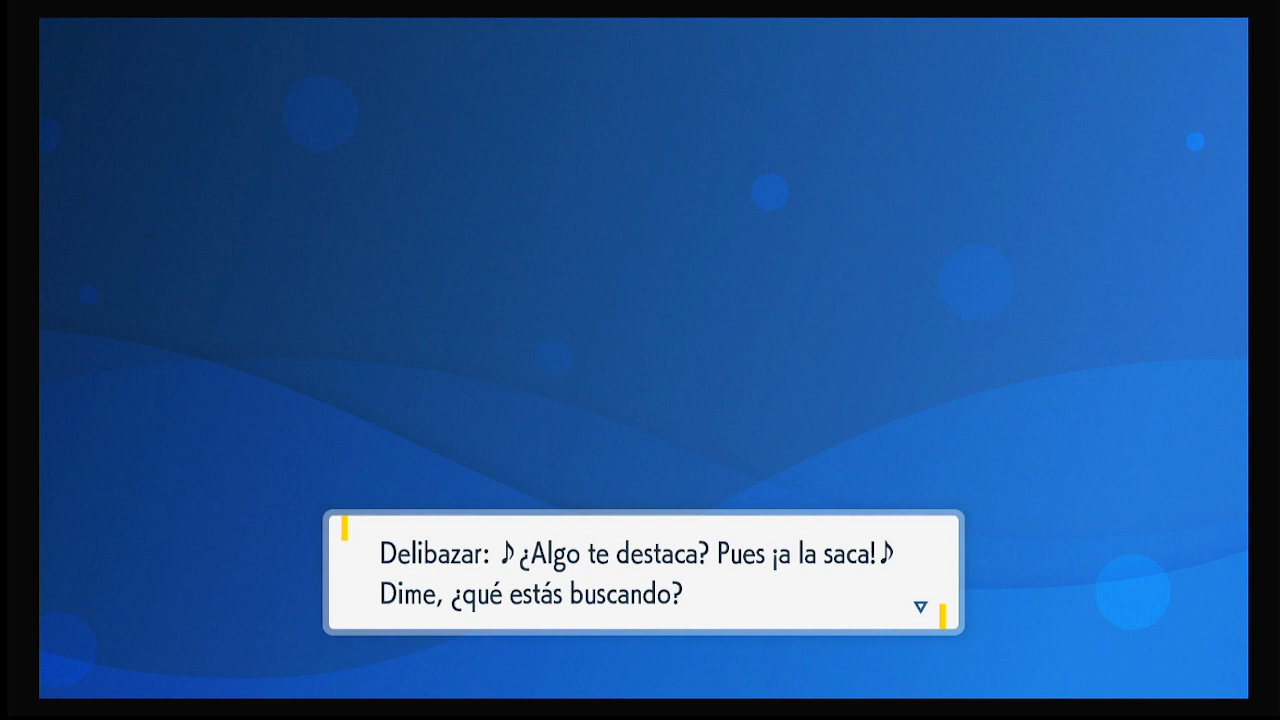 Delibazar: ♪¿Algo te destaca? Pues ¡a la saca!♪
Dime, ¿qué estás buscando?